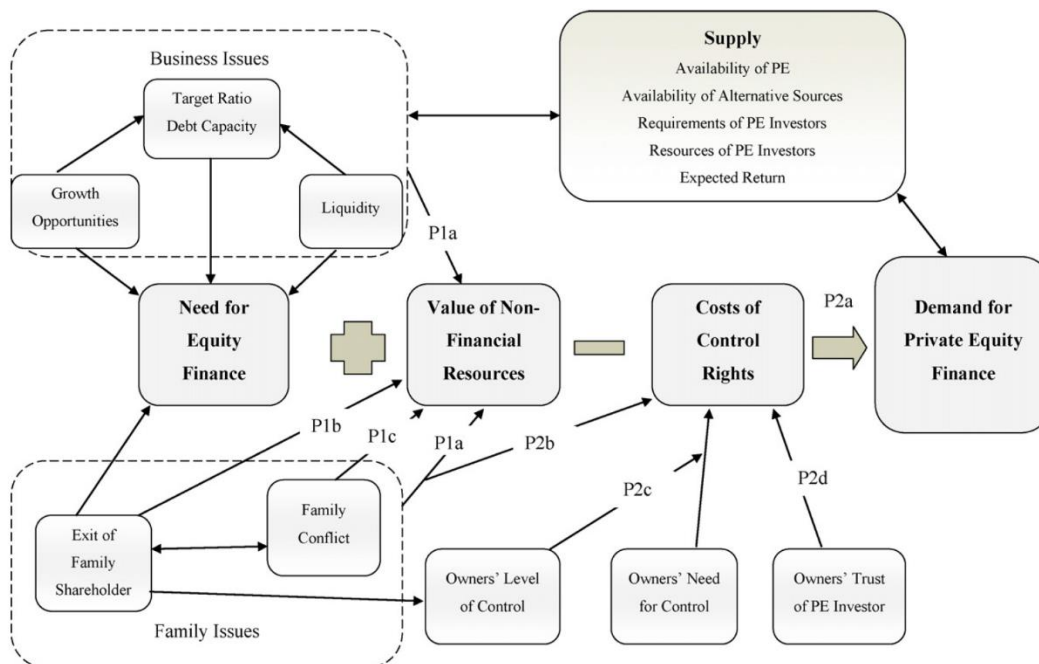 Business Issues
Target Ratio
Debt Capacity
Growth
Opportunities
Liquidity
Supply
Availability of PE
Availability of Alternative Sources
Requirements of PE Investors
Resources of PE Investors
Expected Return
P1a
Need for
Equity
Finance
Value of Non-
Financial
Resources
Costs of
Control
Rights
P2a
Demand for
Private Equity
Finance
P1b
P1c
P1a
P2b
P2c
P2d
Exit of
Family
Shareholder
Family
Conflict
Family Issues
Owners' Level
of Control
Owners' Need
for Control
Owners' Trust
of PE Investor